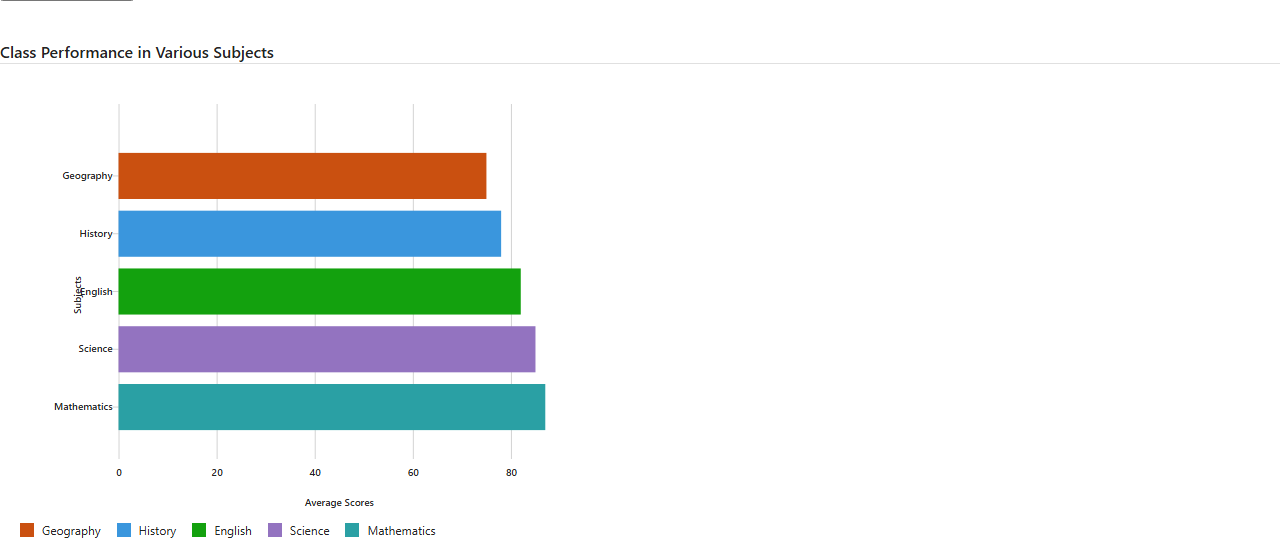 Class Performance in Various Subjects
Geography
History
English
Subjects
Science
Mathematics
0 20 40 60 80
Average Scores
Geography History English Science Mathematics